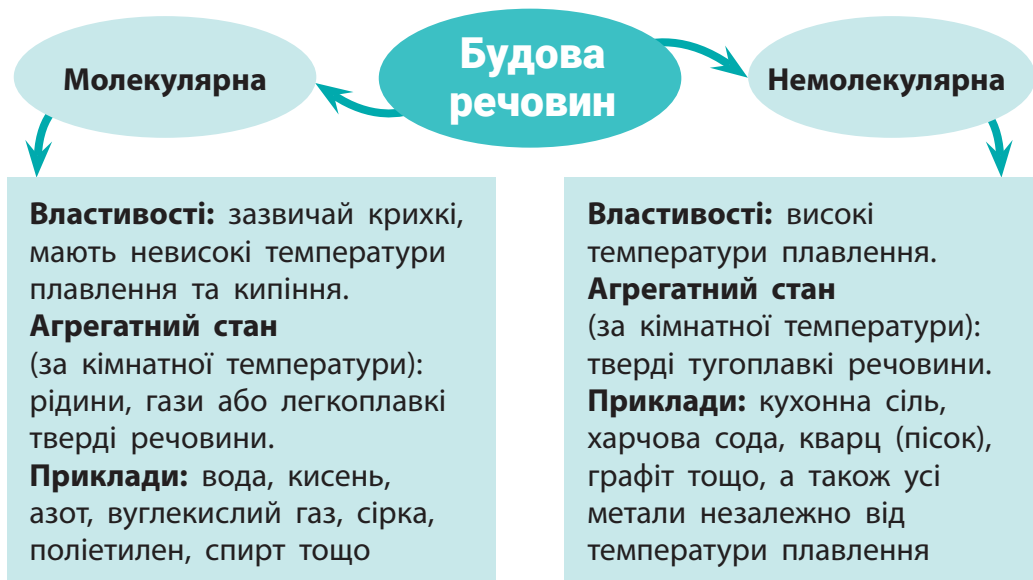 Будова
речовин
Молекулярна
Немолекулярна
Властивості: зазвичай крихкі,
мають невисокі температури
плавлення та кипіння.
Агрегатний стан
(за кімнатної температури):
рідини, гази або легкоплавкі
тверді речовини.
Приклади: вода, кисень,
азот, вуглекислий газ, сірка,
поліетилен, спирт тощо
Властивості: високі
температури плавлення.
Агрегатний стан
(за кімнатної температури):
тверді тугоплавкі речовини.
Приклади: кухонна сіль,
харчова сода, кварц (пісок),
графіт тощо, а також усі
метали незалежно від
температури плавлення